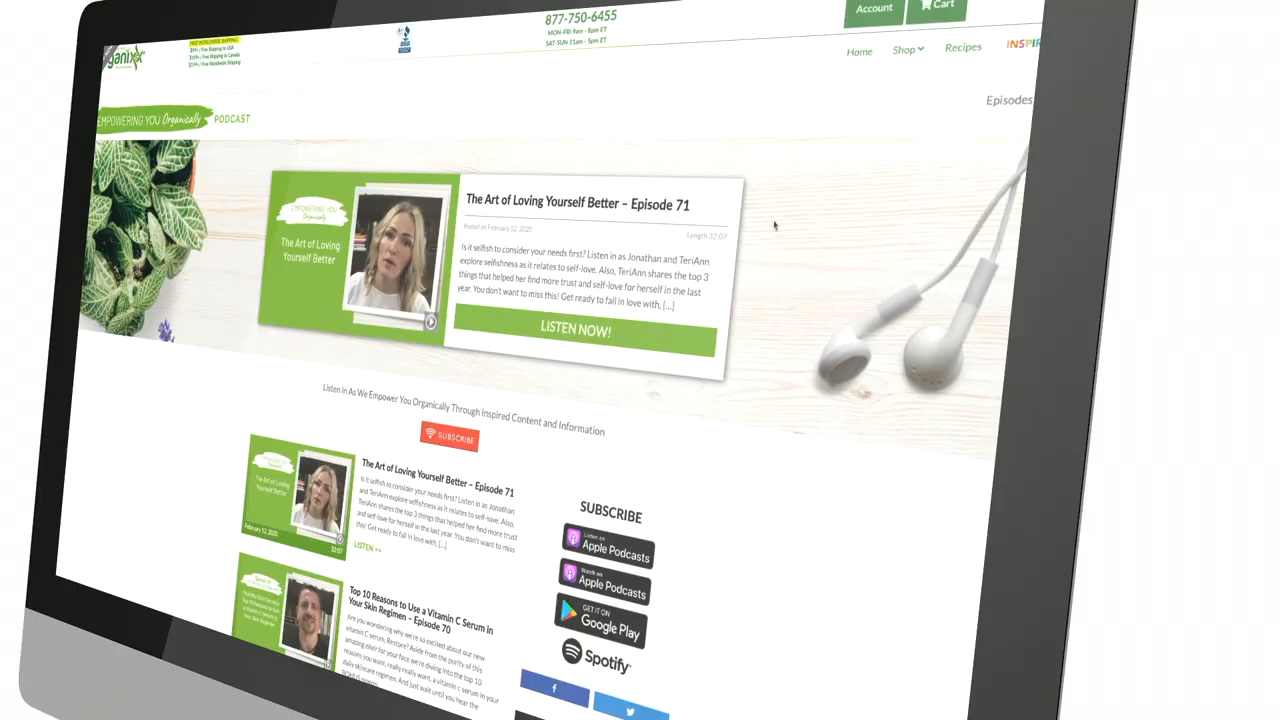 ganixx
FREE WORLDWIDE SHIPPING
877-750-6455
MON-FRI 9am - 8pm ET
SAT-SUN 11am - 5pm ET
Account
Cart
Home
Shop
Recipes
INSPIR
Episodes
EMPOWERING YOU Organically PODCAST
EMPOWERING YOU
Organically
The Art of Loving
Yourself Better
The Art of Loving Yourself Better – Episode 71
Posted on February 12, 2020
Length 32:07
Is it selfish to consider your needs first? Listen in as Jonathan and TeriAnn
explore selfishness as it relates to self-love. Also, TeriAnn shares the top 3
things that helped her find more trust and self-love for herself in the last
year. You don't want to miss this! Get ready to fall in love with, [...]
LISTEN NOW!
Listen In As We Empower You Organically Through Inspired Content and Information
SUBSCRIBE
The Art of Loving
Yourself Better
February 12, 2020
32:07
The Art of Loving Yourself Better – Episode 71
Is it selfish to consider your needs first? Listen in as Jonathan
and TeriAnn explore selfishness as it relates to self-love. Also,
TeriAnn shares the top 3 things that helped her find more trust
and self-love for herself in the last year. You don't want to miss
this! Get ready to fall in love with, [...]
LISTEN >>
Top 10 Reasons to Use a Vitamin C Serum in
Your Skin Regimen – Episode 70
Are you wondering why we're so excited about our new
vitamin C serum, Restore? Aside from the purity of this
amazing elixir for your face we're diving into the top 10
reasons you want, really really want, a vitamin c serum in your
daily skincare regimen. And just wait until you hear the
SUBSCRIBE
Listen on
Apple Podcasts
Watch on
Apple Podcasts
GET IT ON
Google Play
Spotify